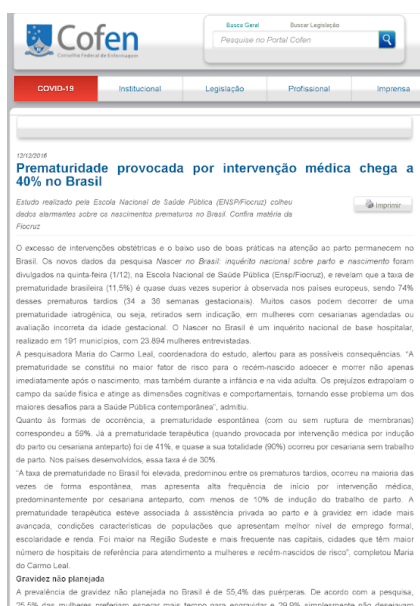 Cofen
Conselho Federal de Enfermagem
Busca Geral Buscar Legislação
Pesquise no Portal Cofen
COVID-19 Institucional Legislação Profissional Imprensa
12/12/2016
Prematuridade provocada por intervenção médica chega a
40% no Brasil
Estudo realizado pela Escola Nacional de Saúde Pública (ENSP/Fiocruz) colheu
dados alarmantes sobre os nascimentos prematuros no Brasil. Confira matéria da
Fiocruz
Imprimir
O excesso de intervenções obstétricas e o baixo uso de boas práticas na atenção ao parto permanecem no
Brasil. Os novos dados da pesquisa Nascer no Brasil: inquérito nacional sobre parto e nascimento foram
divulgados na quinta-feira (1/12), na Escola Nacional de Saúde Pública (Ensp/Fiocruz), e revelam que a taxa de
prematuridade brasileira (11,5%) é quase duas vezes superior à observada nos países europeus, sendo 74%
desses prematuros tardios (34 a 36 semanas gestacionais). Muitos casos podem decorrer de uma
prematuridade iatrogênica, ou seja, retirados sem indicação, em mulheres com cesarianas agendadas ou
avaliação incorreta da idade gestacional. O Nascer no Brasil é um inquérito nacional de base hospitalar,
realizado em 191 municípios, com 23.894 mulheres entrevistadas.
A pesquisadora Maria do Carmo Leal, coordenadora do estudo, alertou para as possíveis consequências. “A
prematuridade se constitui no maior fator de risco para o recém-nascido adoecer e morrer não apenas
imediatamente após o nascimento, mas também durante a infância e na vida adulta. Os prejuízos extrapolam o
campo da saúde física e atinge as dimensões cognitivas e comportamentais, tornando esse problema um dos
maiores desafios para a Saúde Pública contemporânea”, admitiu.
Quanto às formas de ocorrência, a prematuridade espontânea (com ou sem ruptura de membranas)
correspondeu a 59%. Já a prematuridade terapêutica (quando provocada por intervenção médica por indução
do parto ou cesariana anteparto) foi de 41%, e quase a sua totalidade (90%) ocorreu por cesariana sem trabalho
de parto. Nos países desenvolvidos, essa taxa é de 30%.
“A taxa de prematuridade no Brasil foi elevada, predominou entre os prematuros tardios, ocorreu na maioria das
vezes de forma espontânea, mas apresenta alta frequência de início por intervenção médica,
predominantemente por cesariana anteparto, com menos de 10% de indução do trabalho de parto. A
prematuridade terapêutica esteve associada à assistência privada ao parto e à gravidez em idade mais
avançada, condições características de populações que apresentam melhor nível de emprego formal,
escolaridade e renda. Foi maior na Região Sudeste e mais frequente nas capitais, cidades que têm maior
número de hospitais de referência para atendimento a mulheres e recém-nascidos de risco”, completou Maria
do Carmo Leal.
Gravidez não planejada
A prevalência de gravidez não planejada no Brasil é de 55,4% das puérperas. De acordo com a pesquisa,
25,5% das mulheres preferiam esperar mais tempo para engravidar e 29,9% simplesmente não desejavam